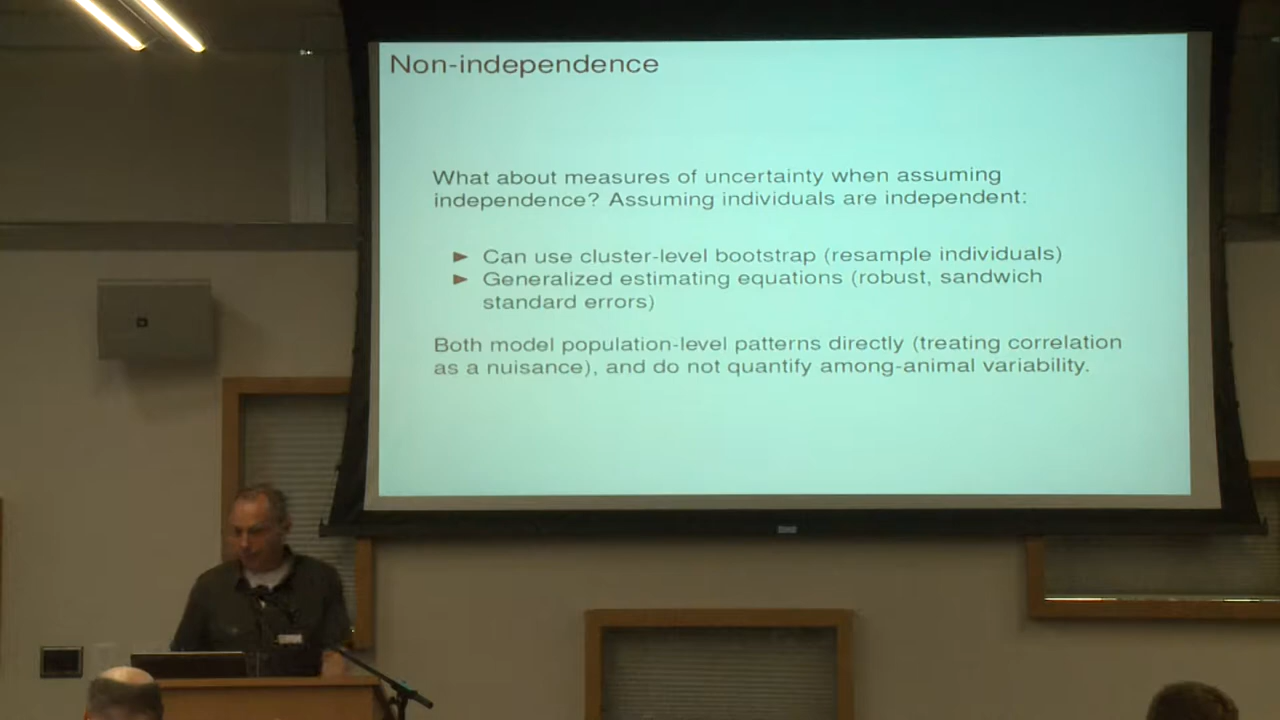 Non-independence
What about measures of uncertainty when assuming
independence? Assuming individuals are independent:
► Can use cluster-level bootstrap (resample individuals)
► Generalized estimating equations (robust, sandwich
standard errors)
Both model population-level patterns directly (treating correlation
as a nuisance), and do not quantify among-animal variability.